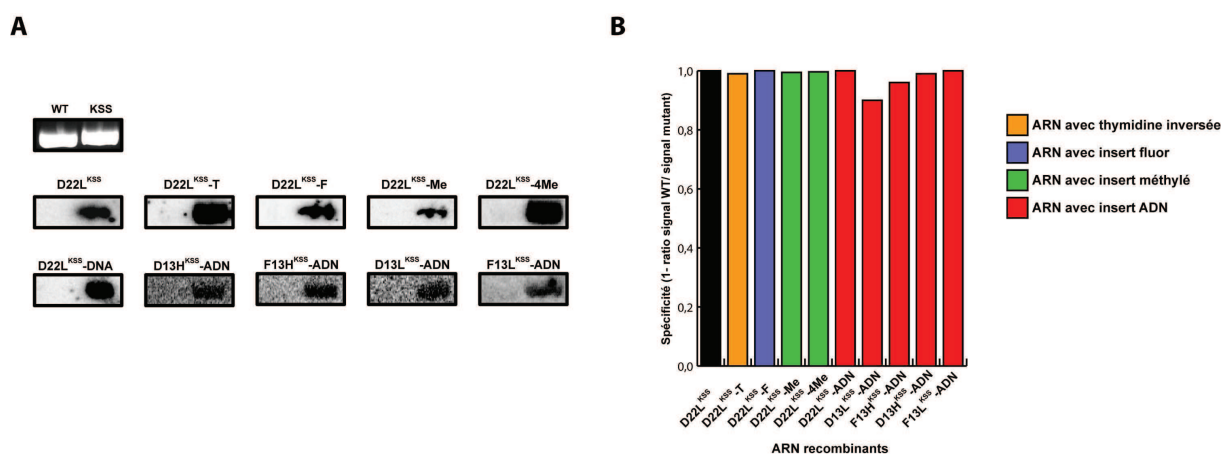 A
B
WT KSS
D22L^KSS D22L^KSS-T D22L^KSS-F D22L^KSS-Me D22L^KSS-4Me
D22L^KSS-DNA D13H^KSS-ADN F13H^KSS-ADN D13L^KSS-ADN F13L^KSS-ADN
Spécificité (1- ratio signal WT/ signal mutant)
1,0
0,8
0,6
0,4
0,2
0,0
D22L^KSS
D22L^KSS-T
D22L^KSS-F
D22L^KSS-Me
D22L^KSS-4Me
D22L^KSS-ADN
D13L^KSS-ADN
F13H^KSS-ADN
D13H^KSS-ADN
F13L^KSS-ADN
ARN recombinants
ARN avec thymidine inversée
ARN avec insert fluor
ARN avec insert méthylé
ARN avec insert ADN